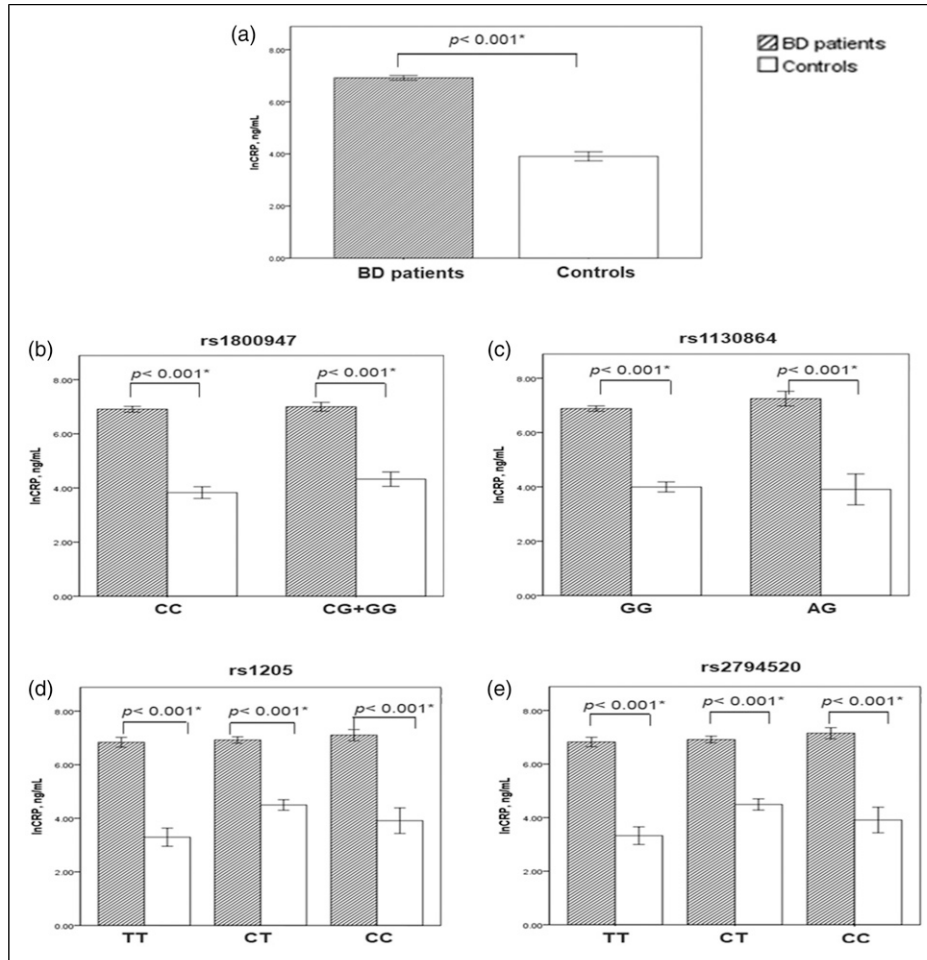 (a)
p< 0.001*
BD patients
Controls
8.00
6.00
4.00
2.00
0.00
lnCRP, ng/mL
BD patients Controls
(b)
rs1800947
p< 0.001* p< 0.001*
8.00
6.00
4.00
2.00
0.00
lnCRP, ng/mL
CC CG+GG
(c)
rs1130864
p< 0.001* p< 0.001*
8.00
6.00
4.00
2.00
0.00
lnCRP, ng/mL
GG AG
(d)
rs1205
p< 0.001* p< 0.001* p< 0.001*
8.00
6.00
4.00
2.00
0.00
lnCRP, ng/mL
TT CT CC
(e)
rs2794520
p< 0.001* p< 0.001* p< 0.001*
8.00
6.00
4.00
2.00
0.00
lnCRP, ng/mL
TT CT CC